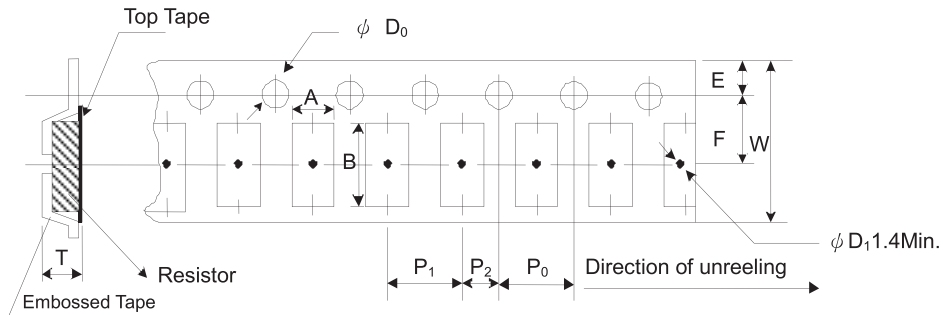 Top Tape
ψ D0
A
E
F
W
B
T
Resistor
Embossed Tape
P1
P2
P0
Direction of unreeling
ψ D1 1.4Min.